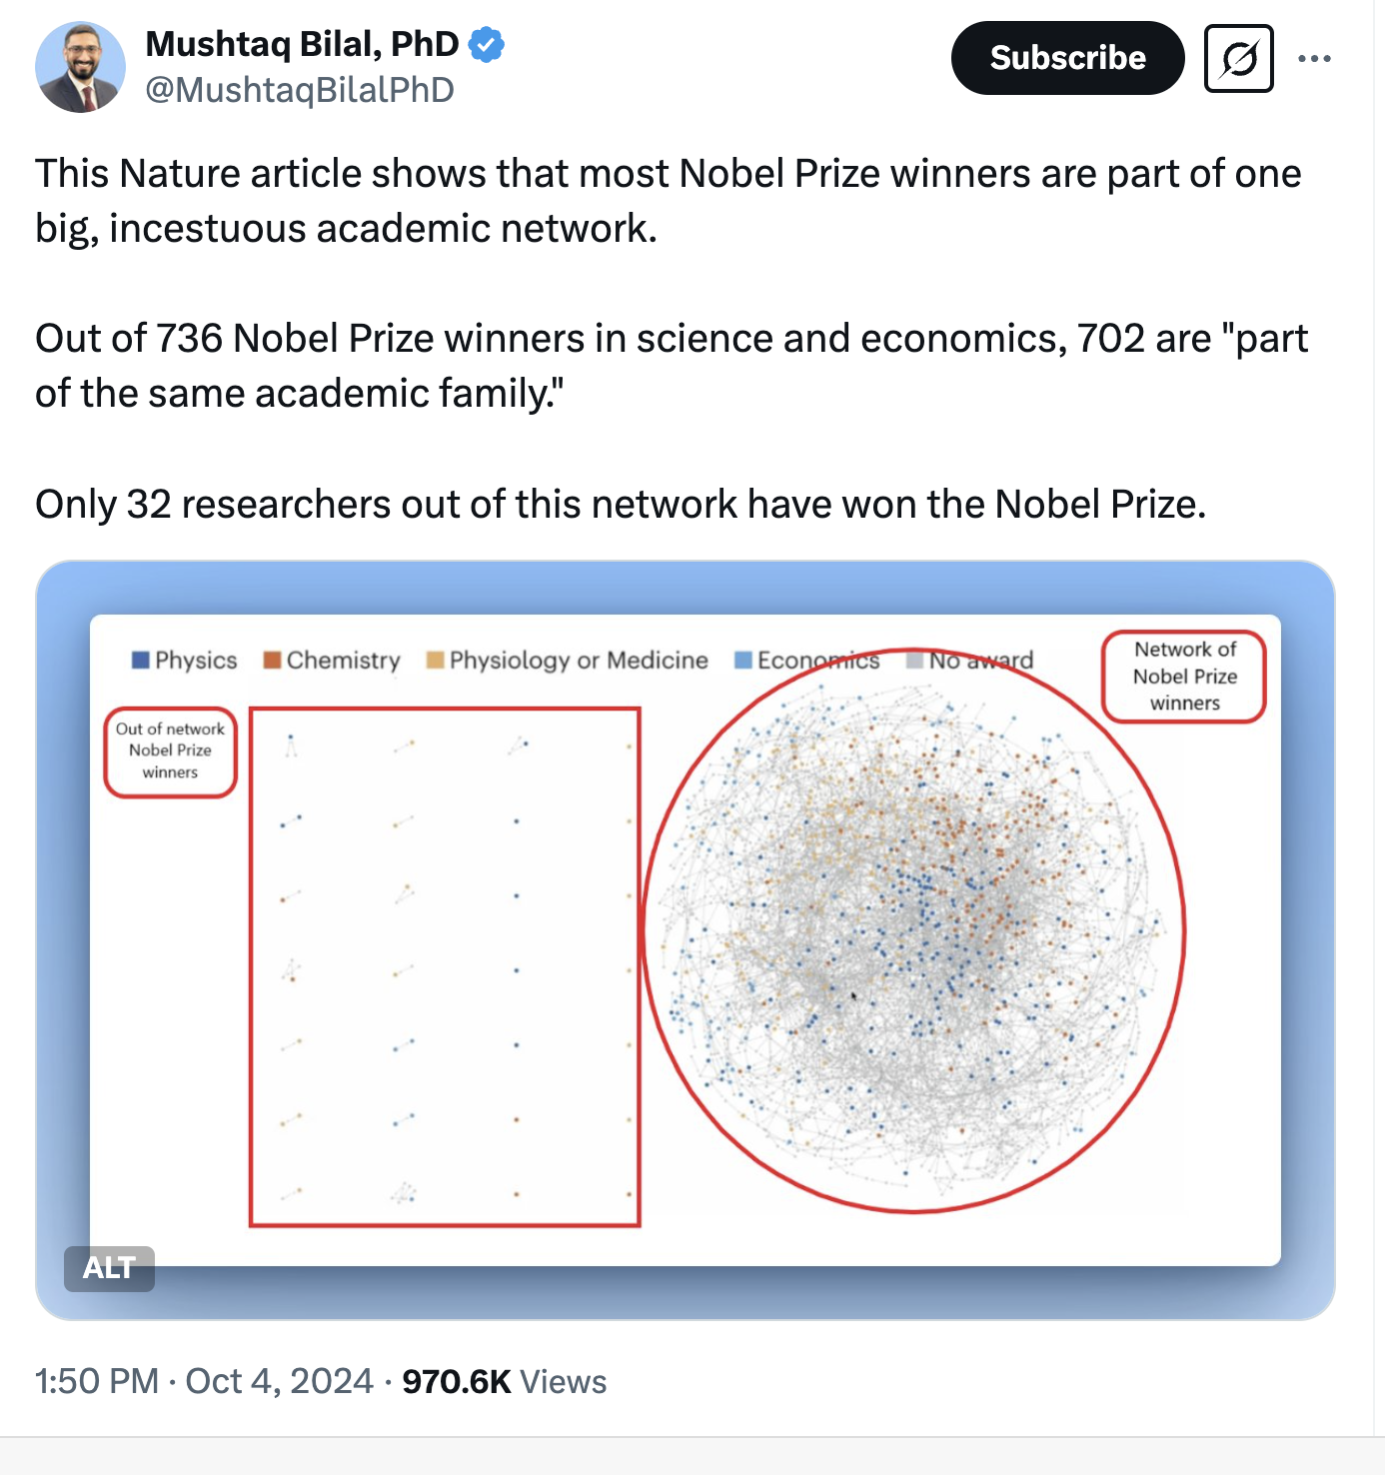 Mushtaq Bilal, PhD
@MushtaqBilalPhD
Subscribe
This Nature article shows that most Nobel Prize winners are part of one
big, incestuous academic network.
Out of 736 Nobel Prize winners in science and economics, 702 are "part
of the same academic family."
Only 32 researchers out of this network have won the Nobel Prize.
Physics Chemistry Physiology or Medicine Economics No award
Network of
Nobel Prize
winners
Out of network
Nobel Prize
winners
ALT
1:50 PM · Oct 4, 2024 · 970.6K Views